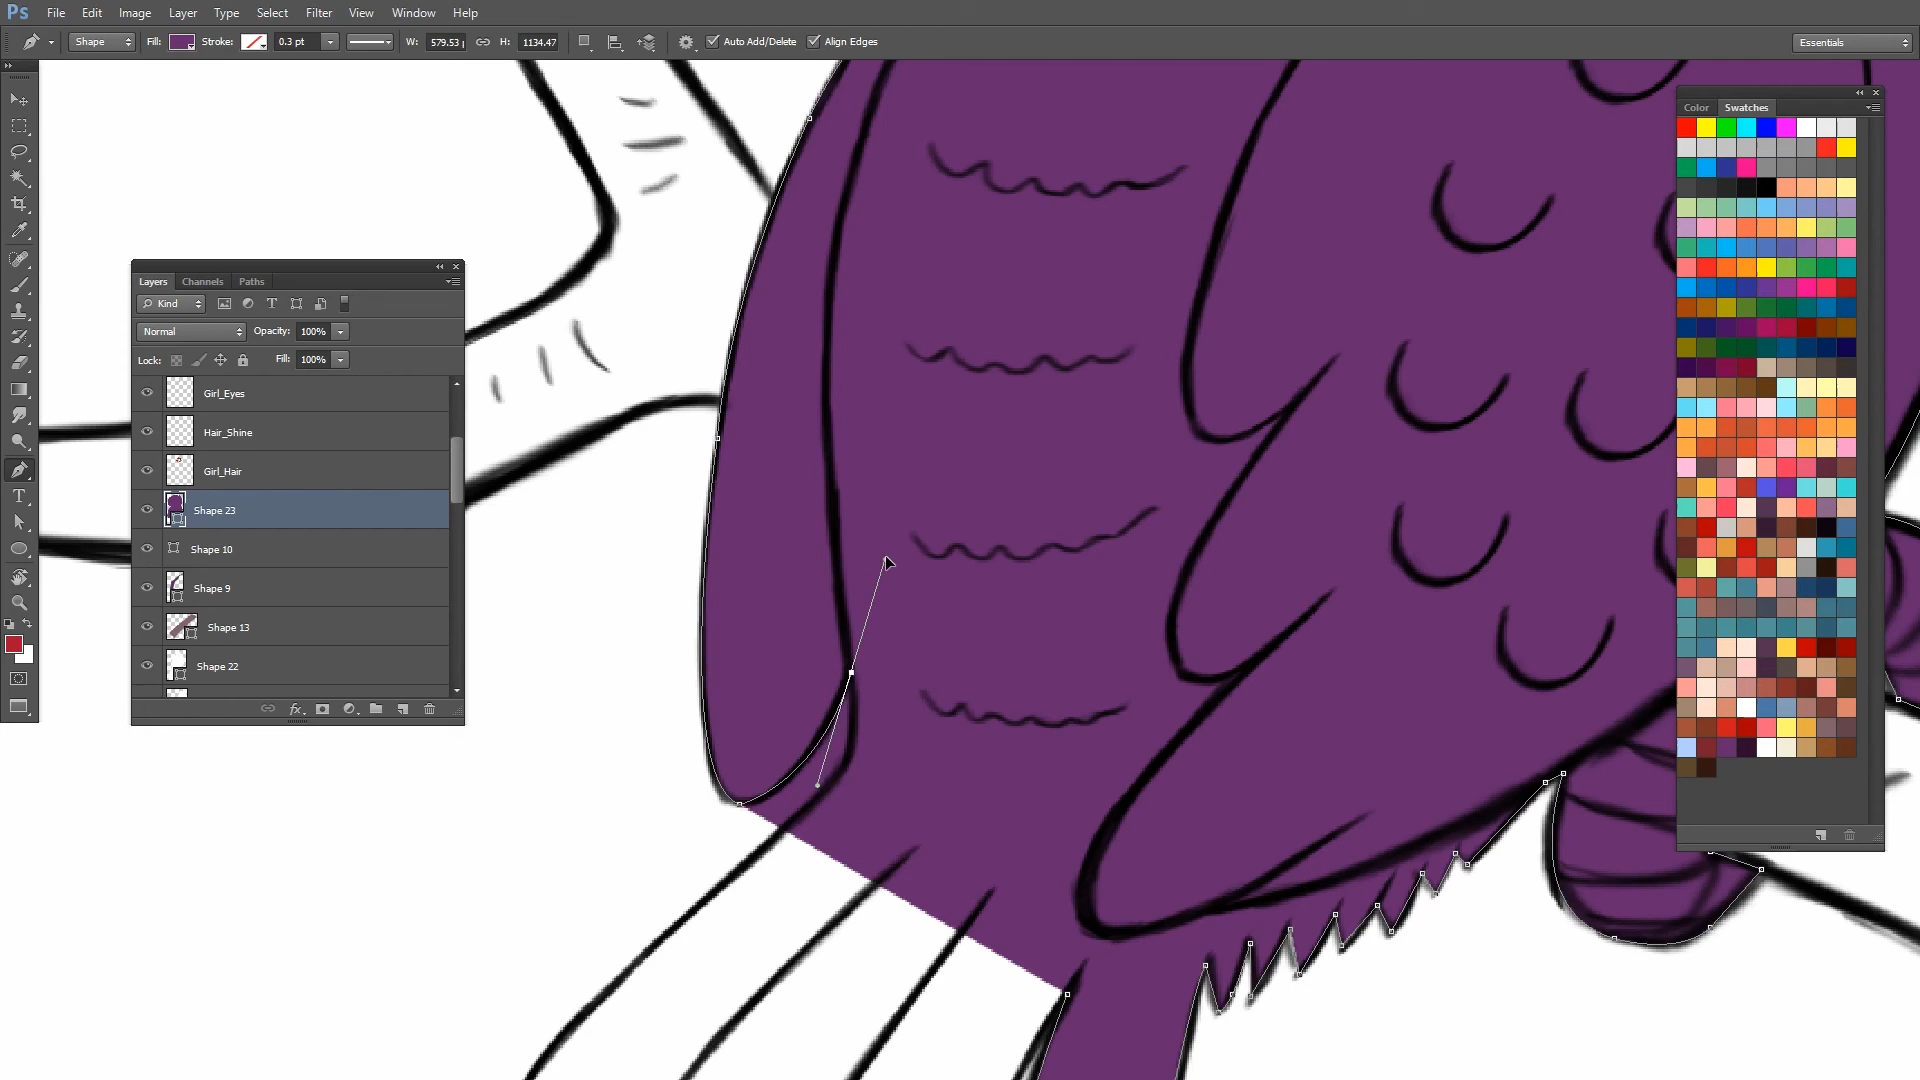 Ps File Edit Image Layer Type Select Filter View Window Help
Shape Fill: Stroke: 0.3 pt W: 579.53 H: 1134.47 Auto Add/Delete Align Edges Essentials
Color Swatches
Layers Channels Paths
Kind
Normal Opacity: 100%
Lock: Fill: 100%
Girl_Eyes
Hair_Shine
Girl_Hair
Shape 23
Shape 10
Shape 9
Shape 13
Shape 22
fx